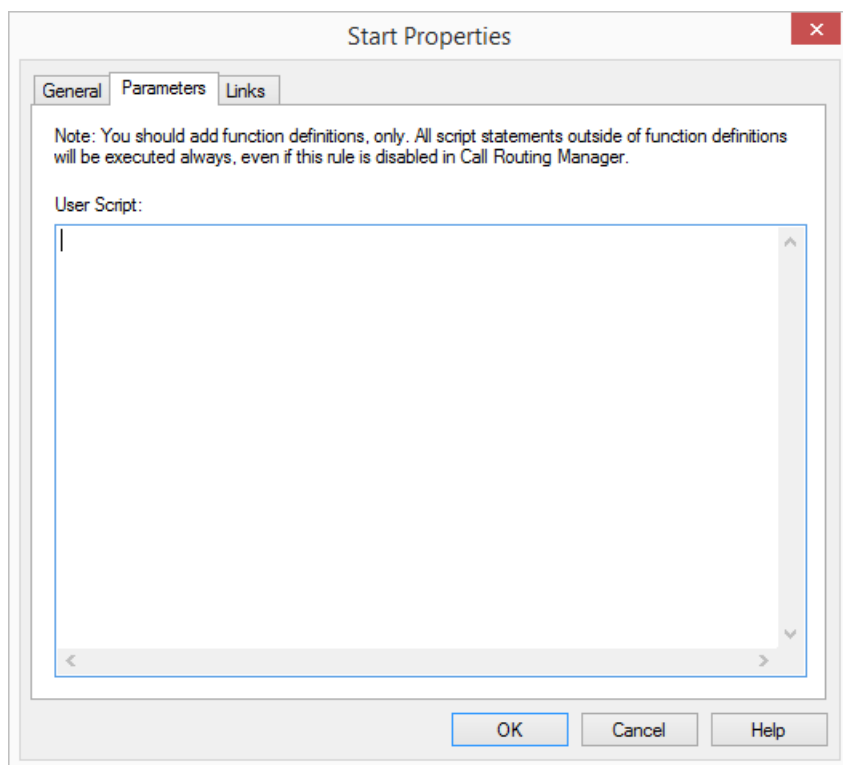 Start Properties
General Parameters Links
Note: You should add function definitions, only. All script statements outside of function definitions
will be executed always, even if this rule is disabled in Call Routing Manager.
User Script:
OK Cancel Help